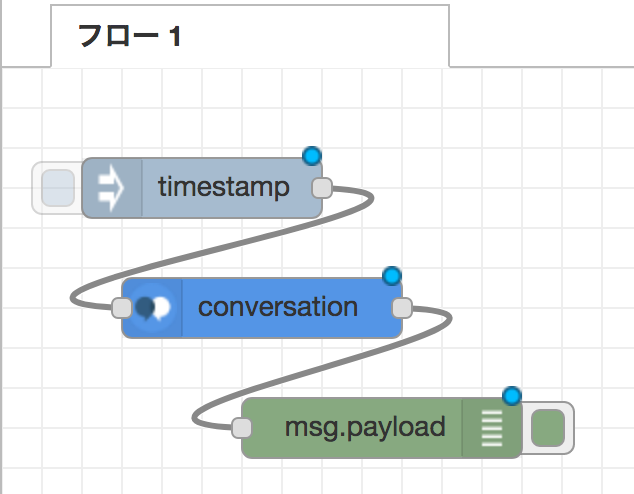 フロー 1
timestamp
conversation
msg.payload